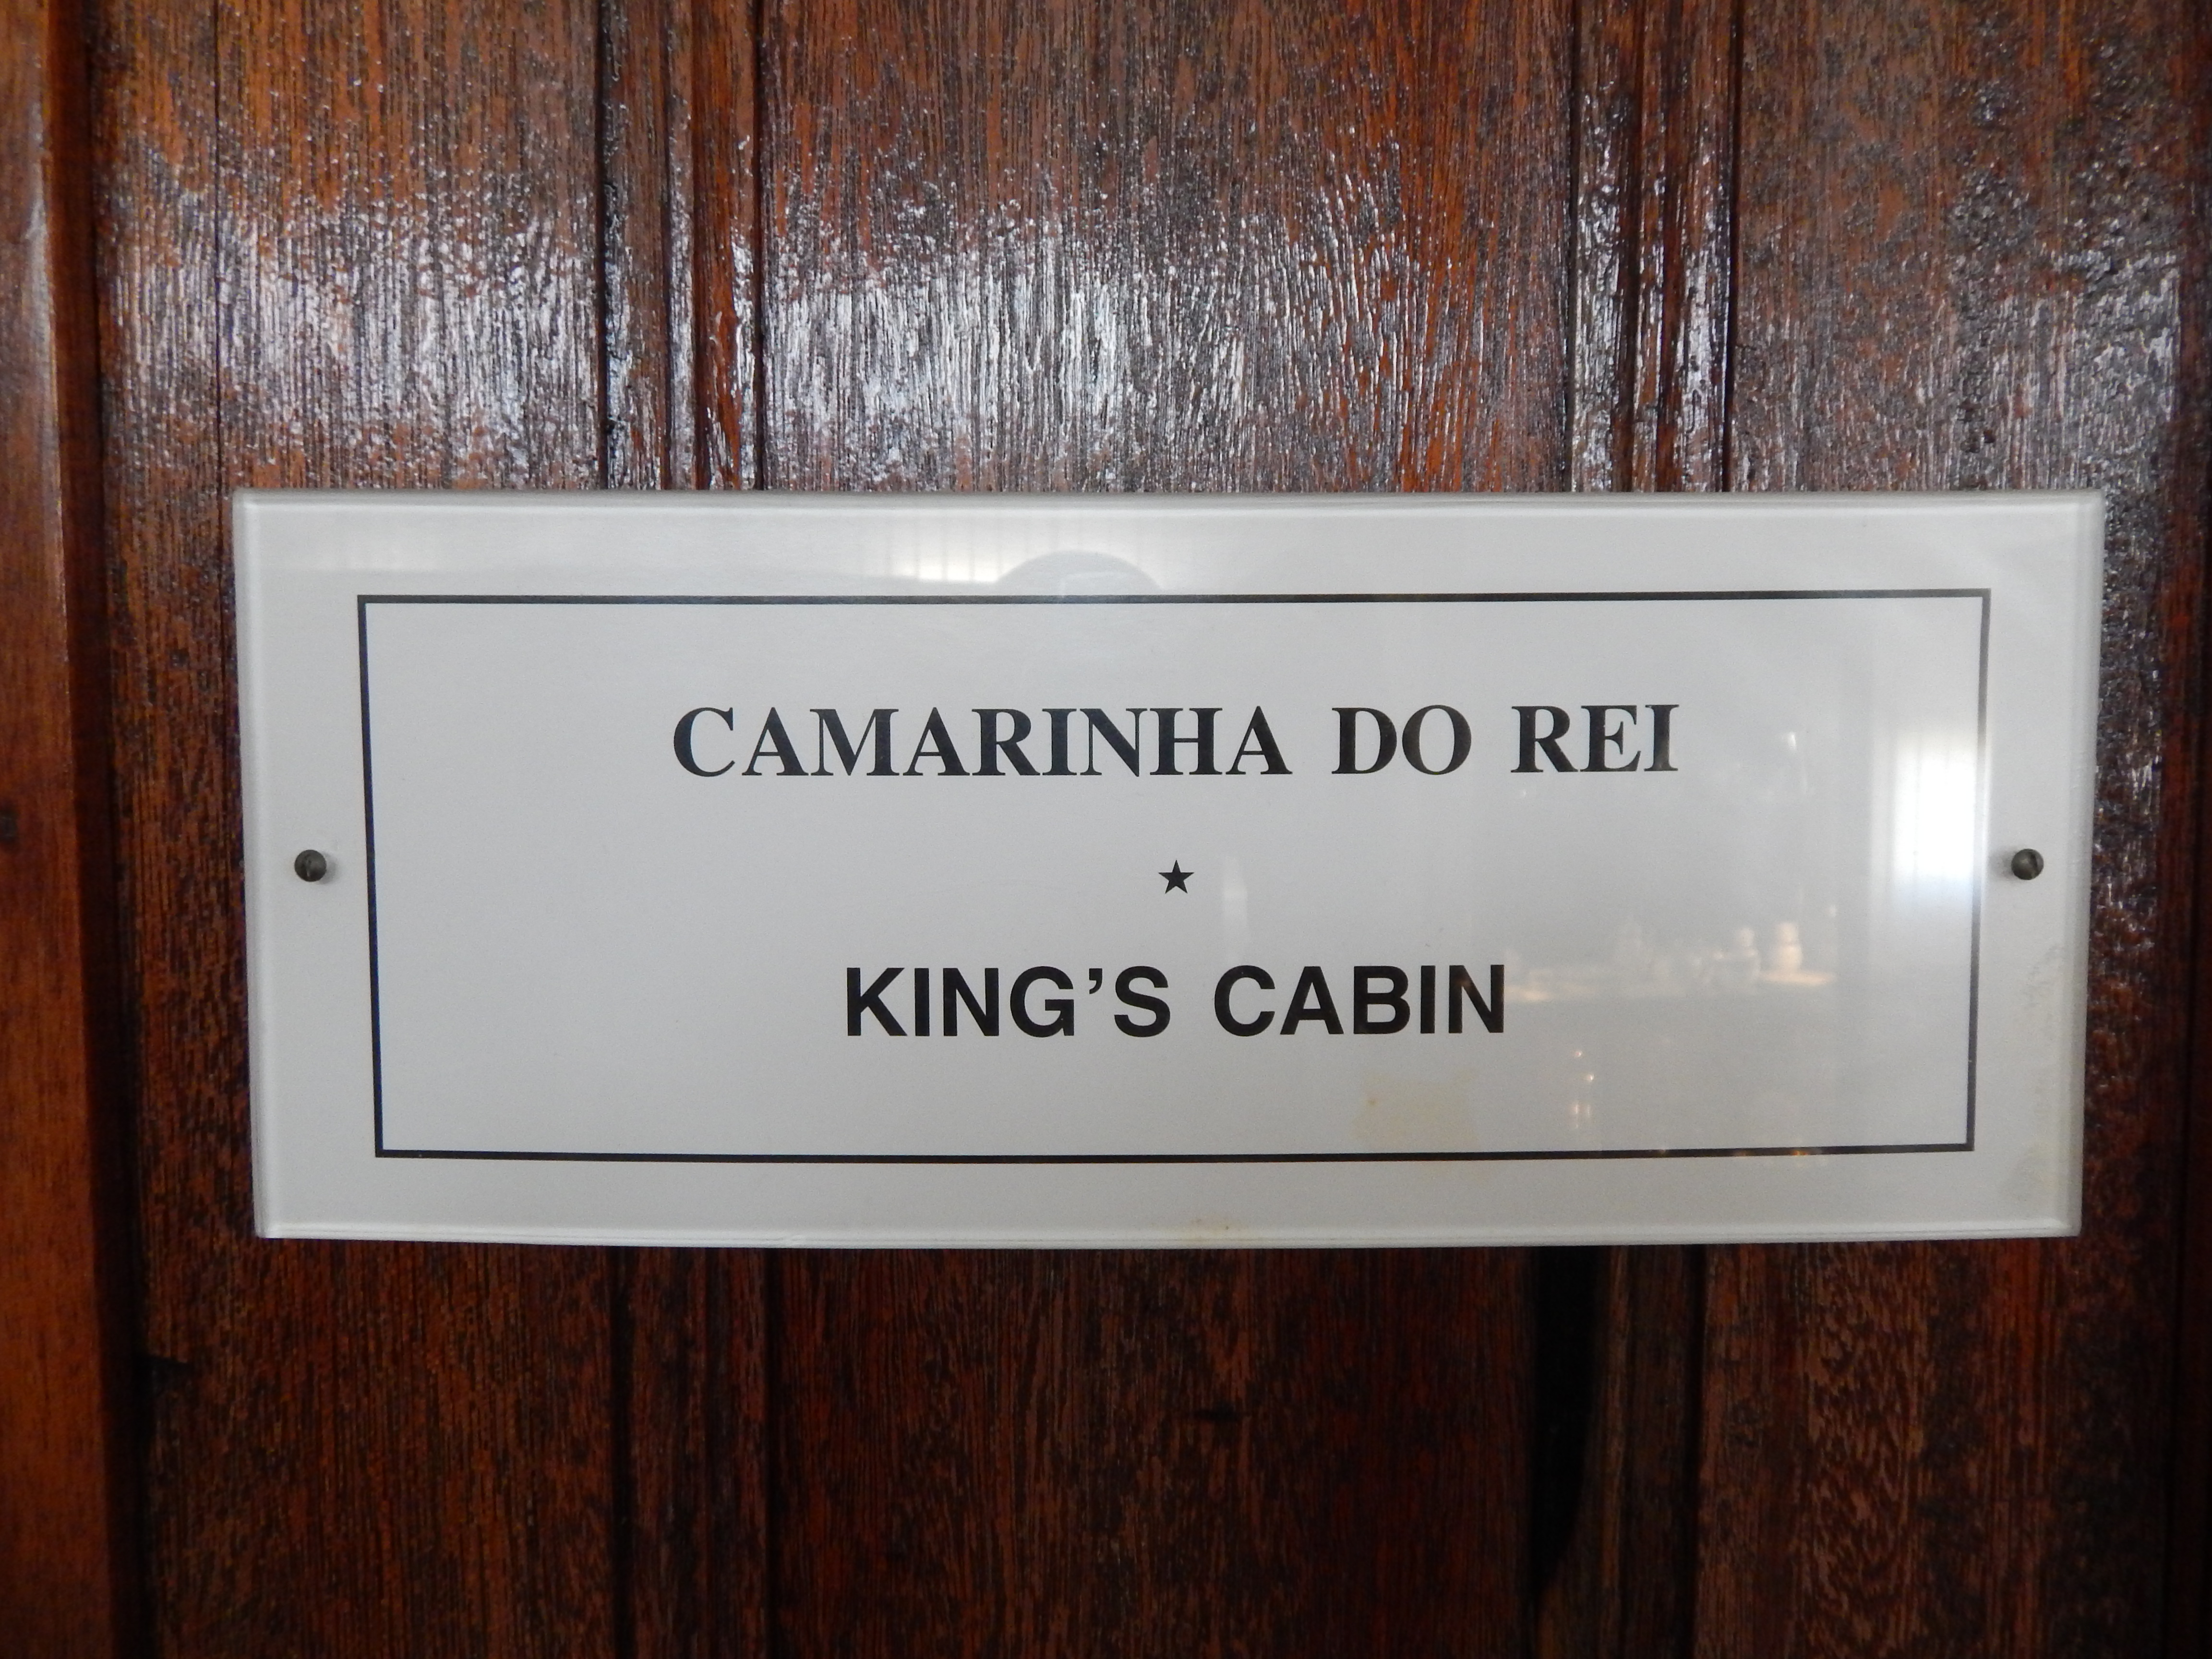 CAMARINHA DO REI
★
KING'S CABIN